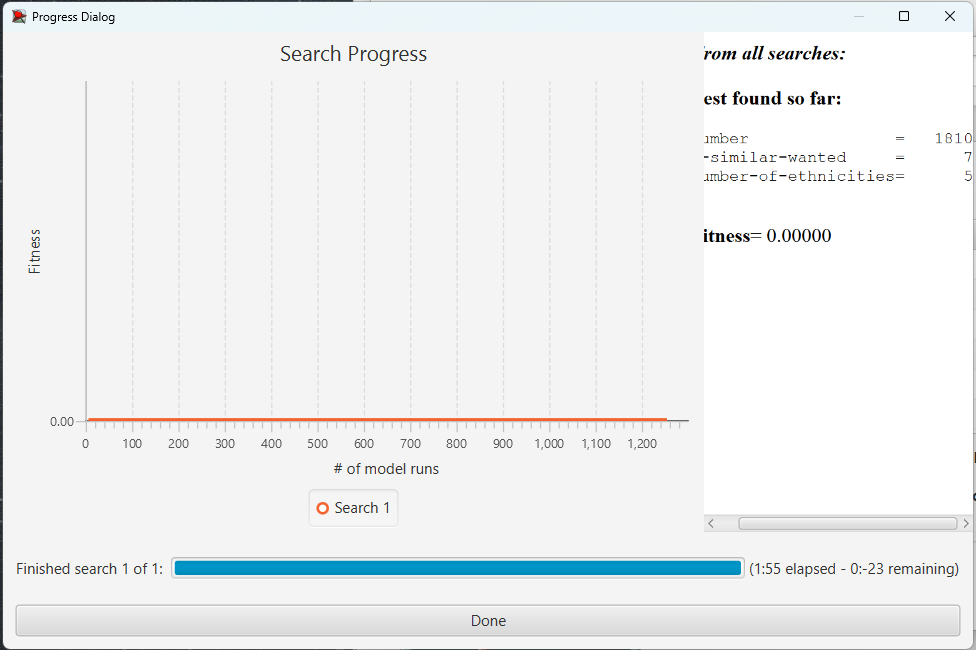 Progress Dialog
Search Progress
rom all searches:
est found so far:
umber = 1810
-similar-wanted = 7
umber-of-ethnicities= 5
itness= 0.00000
Fitness
0.00
0 100 200 300 400 500 600 700 800 900 1,000 1,100 1,200
# of model runs
Search 1
Finished search 1 of 1: (1:55 elapsed - 0:-23 remaining)
Done